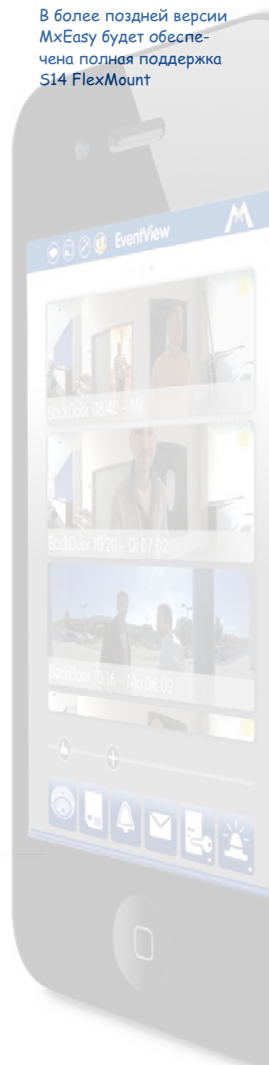 В более поздней версии
MxEasy будет обеспе-
чена полная поддержка
S14 FlexMount
EventView
BackDoor 08:40 – Mi
BackDoor 19:20 – Di 07.02
BackDoor 10:16 – Mo 06.02